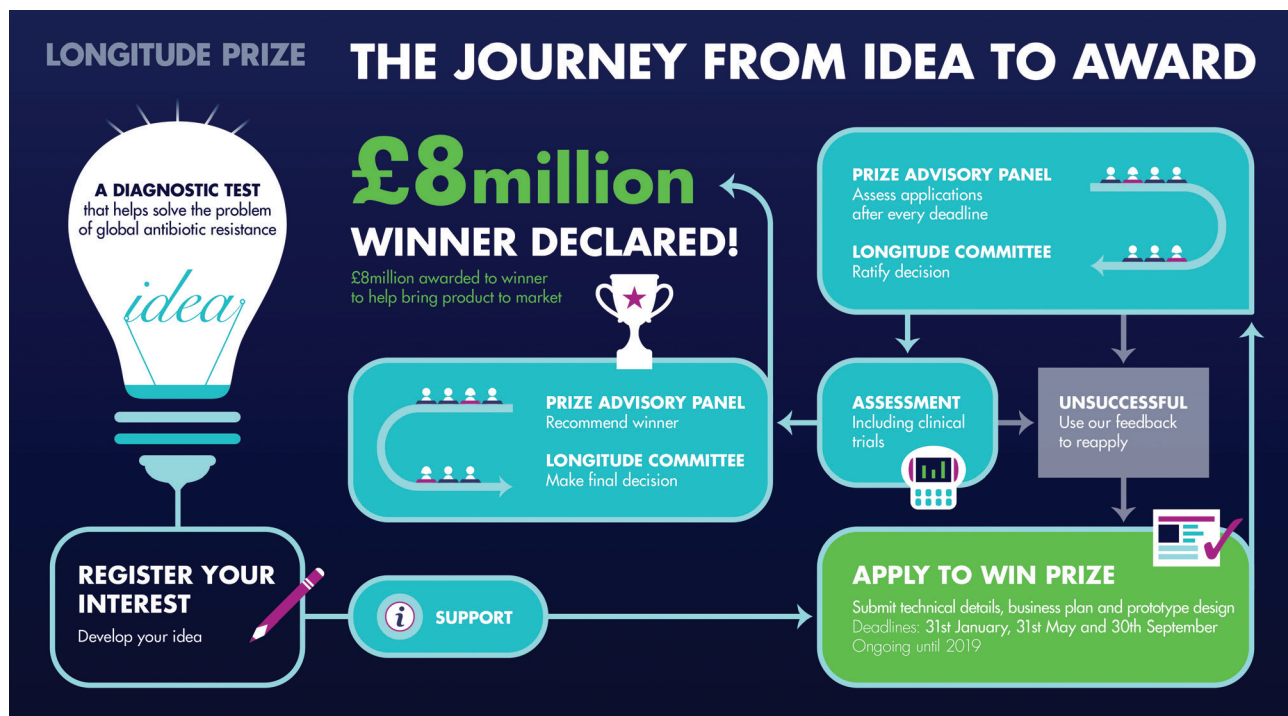 LONGITUDE PRIZE
THE JOURNEY FROM IDEA TO AWARD
A DIAGNOSTIC TEST
that helps solve the problem
of global antibiotic resistance
idea
REGISTER YOUR
INTEREST
Develop your idea
i
SUPPORT
APPLY TO WIN PRIZE
Submit technical details, business plan and prototype design
Deadlines: 31st January, 31st May and 30th September
Ongoing until 2019
PRIZE ADVISORY PANEL
Assess applications
after every deadline
LONGITUDE COMMITTEE
Ratify decision
UNSUCCESSFUL
Use our feedback
to reapply
ASSESSMENT
Including clinical
trials
PRIZE ADVISORY PANEL
Recommend winner
LONGITUDE COMMITTEE
Make final decision
£8million
WINNER DECLARED!
£8million awarded to winner
to help bring product to market